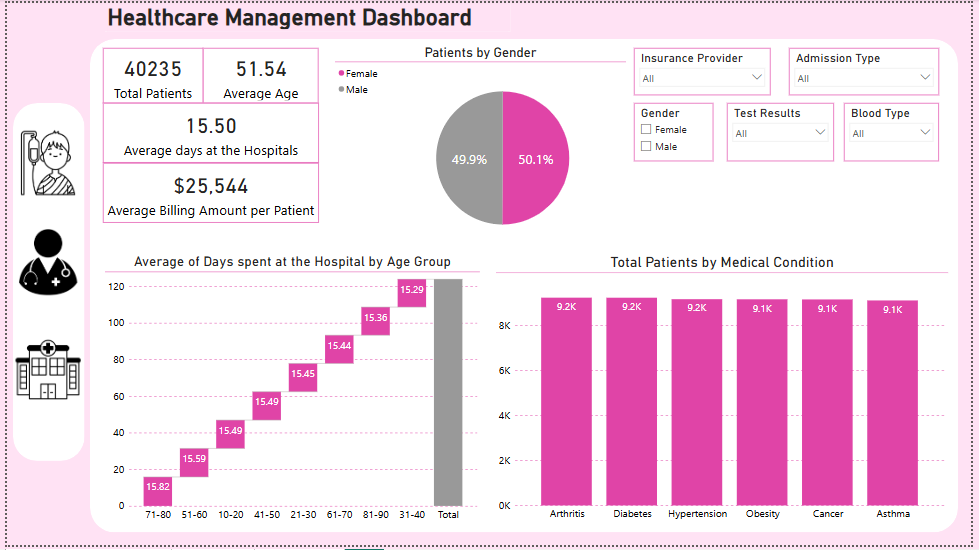 Healthcare Management Dashboard
40235
Total Patients
51.54
Average Age
15.50
Average days at the Hospitals
$25,544
Average Billing Amount per Patient
Patients by Gender
Female
Male
49.9%
50.1%
Insurance Provider
All
Admission Type
All
Gender
Female
Male
Test Results
All
Blood Type
All
Average of Days spent at the Hospital by Age Group
120
100
80
60
40
20
0
15.82
15.59
15.49
15.49
15.45
15.44
15.36
15.29
71-80 51-60 10-20 41-50 21-30 61-70 81-90 31-40 Total
Total Patients by Medical Condition
8K
6K
4K
2K
0K
9.2K 9.2K 9.2K 9.1K 9.1K 9.1K
Arthritis Diabetes Hypertension Obesity Cancer Asthma